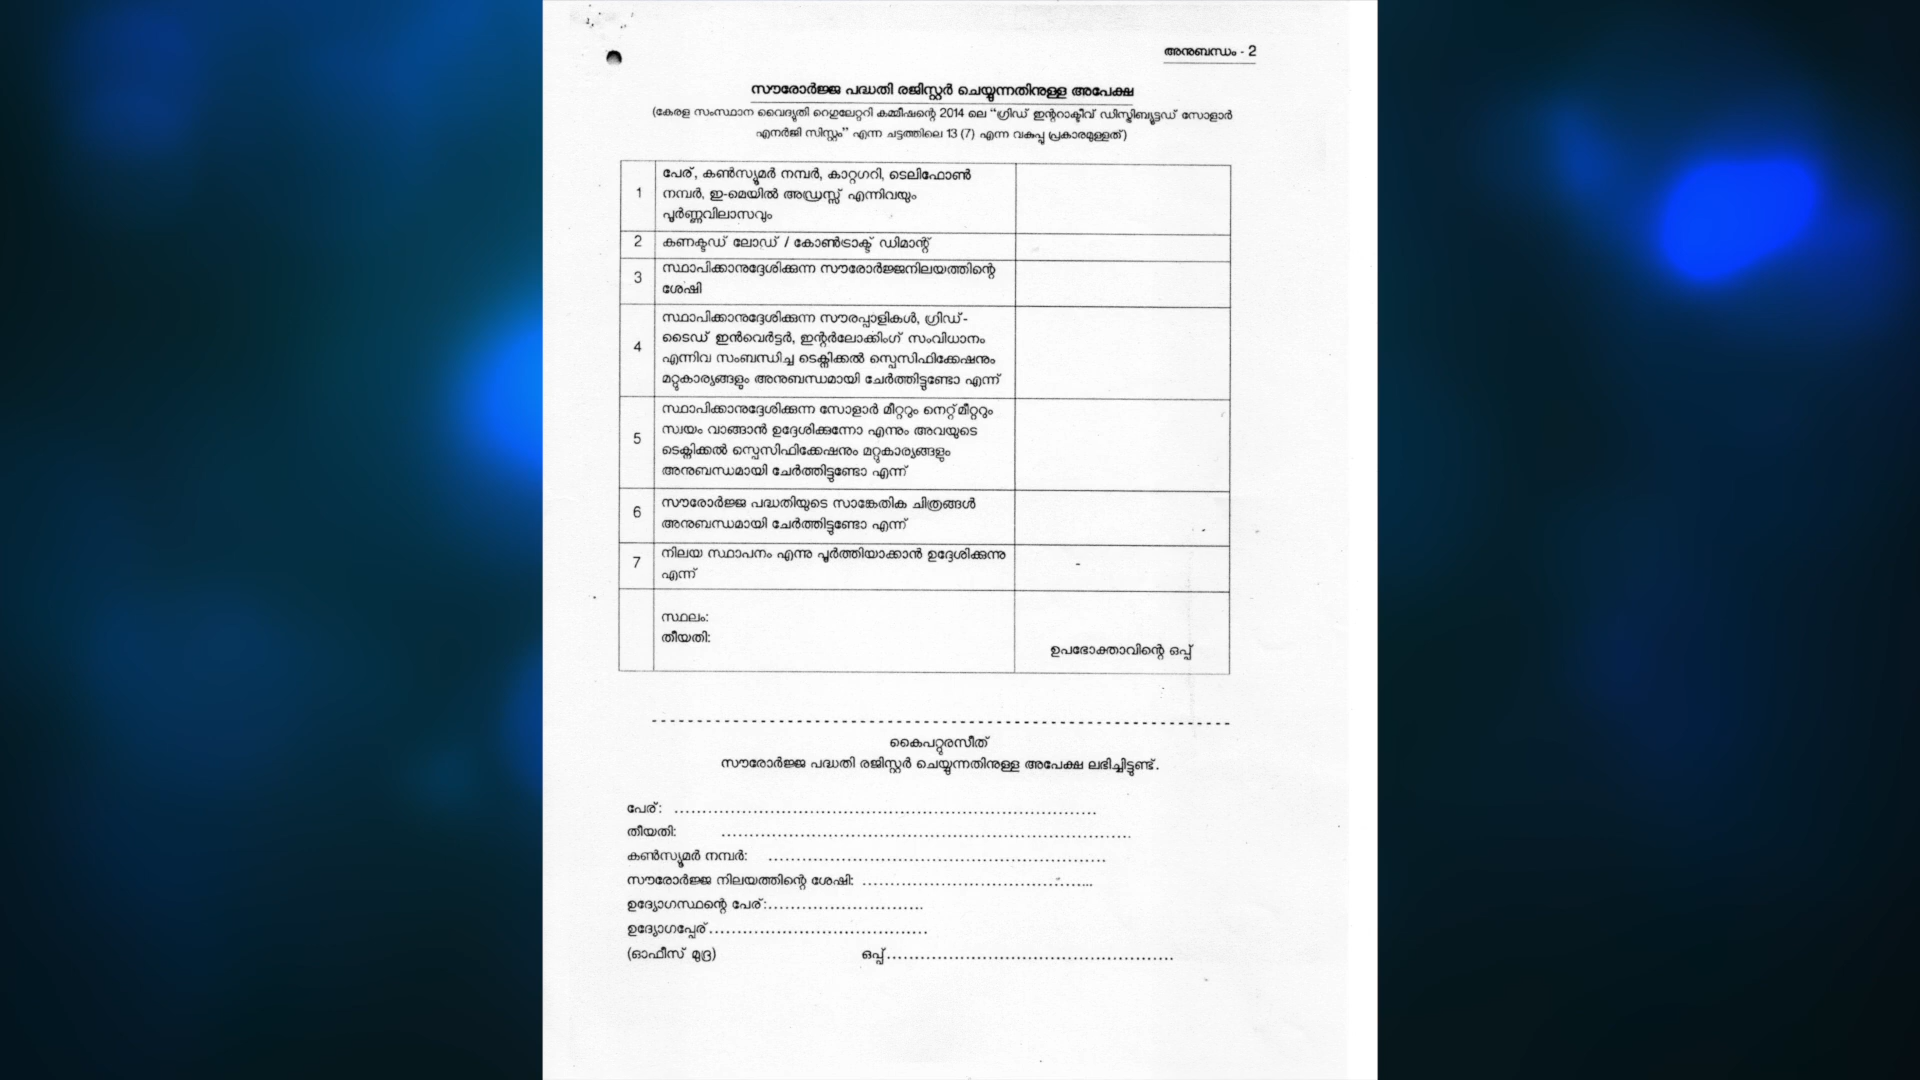 അനുബന്ധം - 2
സൗരോർജ്ജ പദ്ധതി രജിസ്റ്റർ ചെയ്യുന്നതിനുള്ള അപേക്ഷ
(കേരള സംസ്ഥാന വൈദ്യുതി റെഗുലേറ്ററി കമ്മീഷന്റെ 2014 ലെ "ഗ്രിഡ് ഇന്ററാക്ടീവ് ഡിസ്ട്രിബ്യൂട്ടഡ് സോളാർ
എനർജി സിസ്റ്റം" എന്ന ചട്ടത്തിലെ 13 (7) എന്ന വകുപ്പു പ്രകാരമുള്ളത്)
1
പേര്, കൺസ്യൂമർ നമ്പർ, കാറ്റഗറി, ടെലിഫോൺ
നമ്പർ, ഇ-മെയിൽ അഡ്രസ്സ് എന്നിവയും
പൂർണ്ണവിലാസവും
2
കണക്ടഡ് ലോഡ് / കോൺട്രാക്ട് ഡിമാന്റ്
3
സ്ഥാപിക്കാനുദ്ദേശിക്കുന്ന സൗരോർജ്ജനിലയത്തിന്റെ
ശേഷി
4
സ്ഥാപിക്കാനുദ്ദേശിക്കുന്ന സൗരപ്പാളികൾ, ഗ്രിഡ്-
ടൈഡ് ഇൻവെർട്ടർ, ഇന്റർലോക്കിംഗ് സംവിധാനം
എന്നിവ സംബന്ധിച്ച ടെക്നിക്കൽ സ്പെസിഫിക്കേഷനും
മറ്റുകാര്യങ്ങളും അനുബന്ധമായി ചേർത്തിട്ടുണ്ടോ എന്ന്
5
സ്ഥാപിക്കാനുദ്ദേശിക്കുന്ന സോളാർ മീറ്ററും നെറ്റ്മീറ്ററും
സ്വയം വാങ്ങാൻ ഉദ്ദേശിക്കുന്നോ എന്നും അവയുടെ
ടെക്നിക്കൽ സ്പെസിഫിക്കേഷനും മറ്റുകാര്യങ്ങളും
അനുബന്ധമായി ചേർത്തിട്ടുണ്ടോ എന്ന്
6
സൗരോർജ്ജ പദ്ധതിയുടെ സാങ്കേതിക ചിത്രങ്ങൾ
അനുബന്ധമായി ചേർത്തിട്ടുണ്ടോ എന്ന്
7
നിലയ സ്ഥാപനം എന്നു പൂർത്തിയാക്കാൻ ഉദ്ദേശിക്കുന്നു
എന്ന്
സ്ഥലം:
തീയതി:
ഉപഭോക്താവിന്റെ ഒപ്പ്
കൈപറ്റുരസീത്
സൗരോർജ്ജ പദ്ധതി രജിസ്റ്റർ ചെയ്യുന്നതിനുള്ള അപേക്ഷ ലഭിച്ചിട്ടുണ്ട്.
പേര്: ..........
തീയതി: ..........
കൺസ്യൂമർ നമ്പർ: ..........
സൗരോർജ്ജ നിലയത്തിന്റെ ശേഷി: ..........
ഉദ്യോഗസ്ഥന്റെ പേര്:..........
ഉദ്യോഗപ്പേര്..........
(ഓഫീസ് മുദ്ര) ഒപ്പ്..........